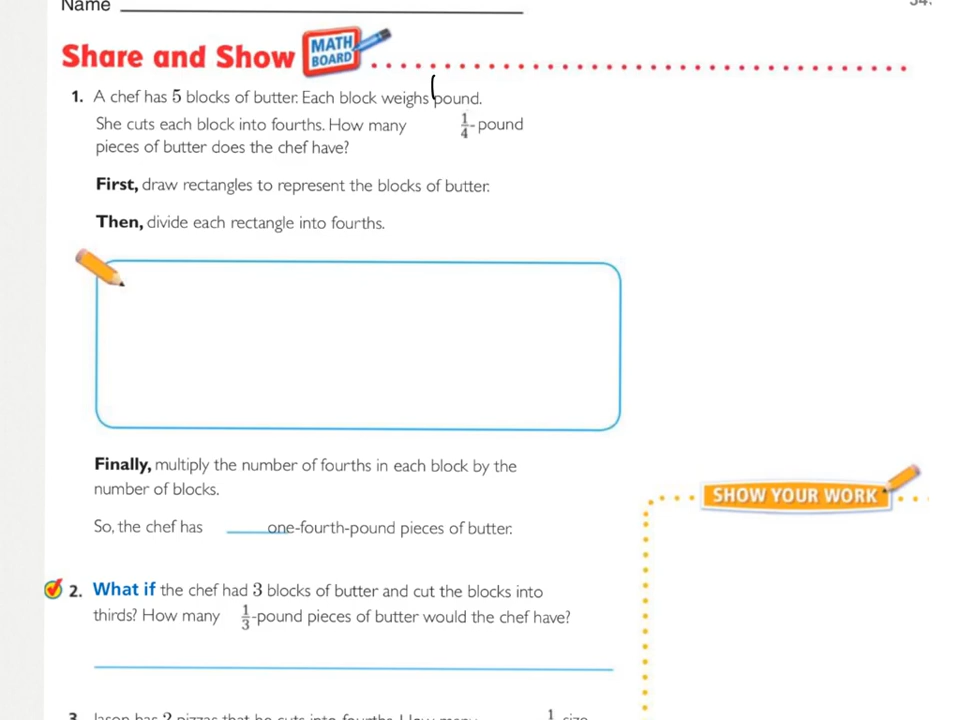 Name
Share and Show MATH BOARD
1. A chef has 5 blocks of butter. Each block weighs pound.
She cuts each block into fourths. How many 1/4-pound
pieces of butter does the chef have?
First, draw rectangles to represent the blocks of butter.
Then, divide each rectangle into fourths.
Finally, multiply the number of fourths in each block by the
number of blocks.
So, the chef has one-fourth-pound pieces of butter.
SHOW YOUR WORK
2. What if the chef had 3 blocks of butter and cut the blocks into
thirds? How many 1/3-pound pieces of butter would the chef have?